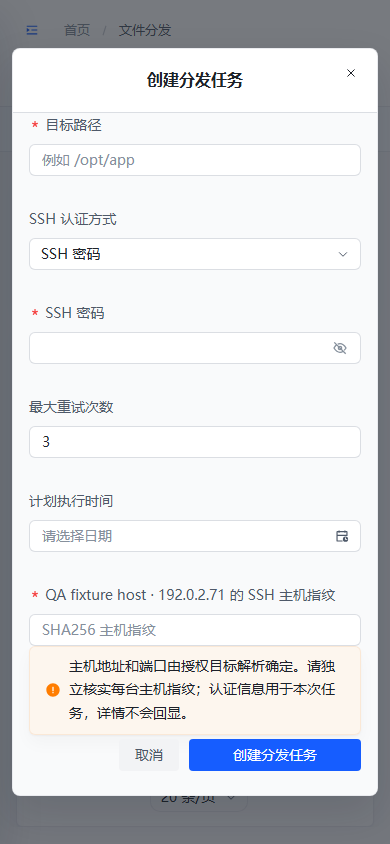 首页 / 文件分发
创建分发任务
* 目标路径
例如 /opt/app
SSH 认证方式
SSH 密码
* SSH 密码
最大重试次数
3
计划执行时间
请选择日期
* QA fixture host · 192.0.2.71 的 SSH 主机指纹
SHA256 主机指纹
主机地址和端口由授权目标解析确定。请独
立核实每台主机指纹；认证信息用于本次任
务，详情不会回显。
取消 创建分发任务
20 条/页